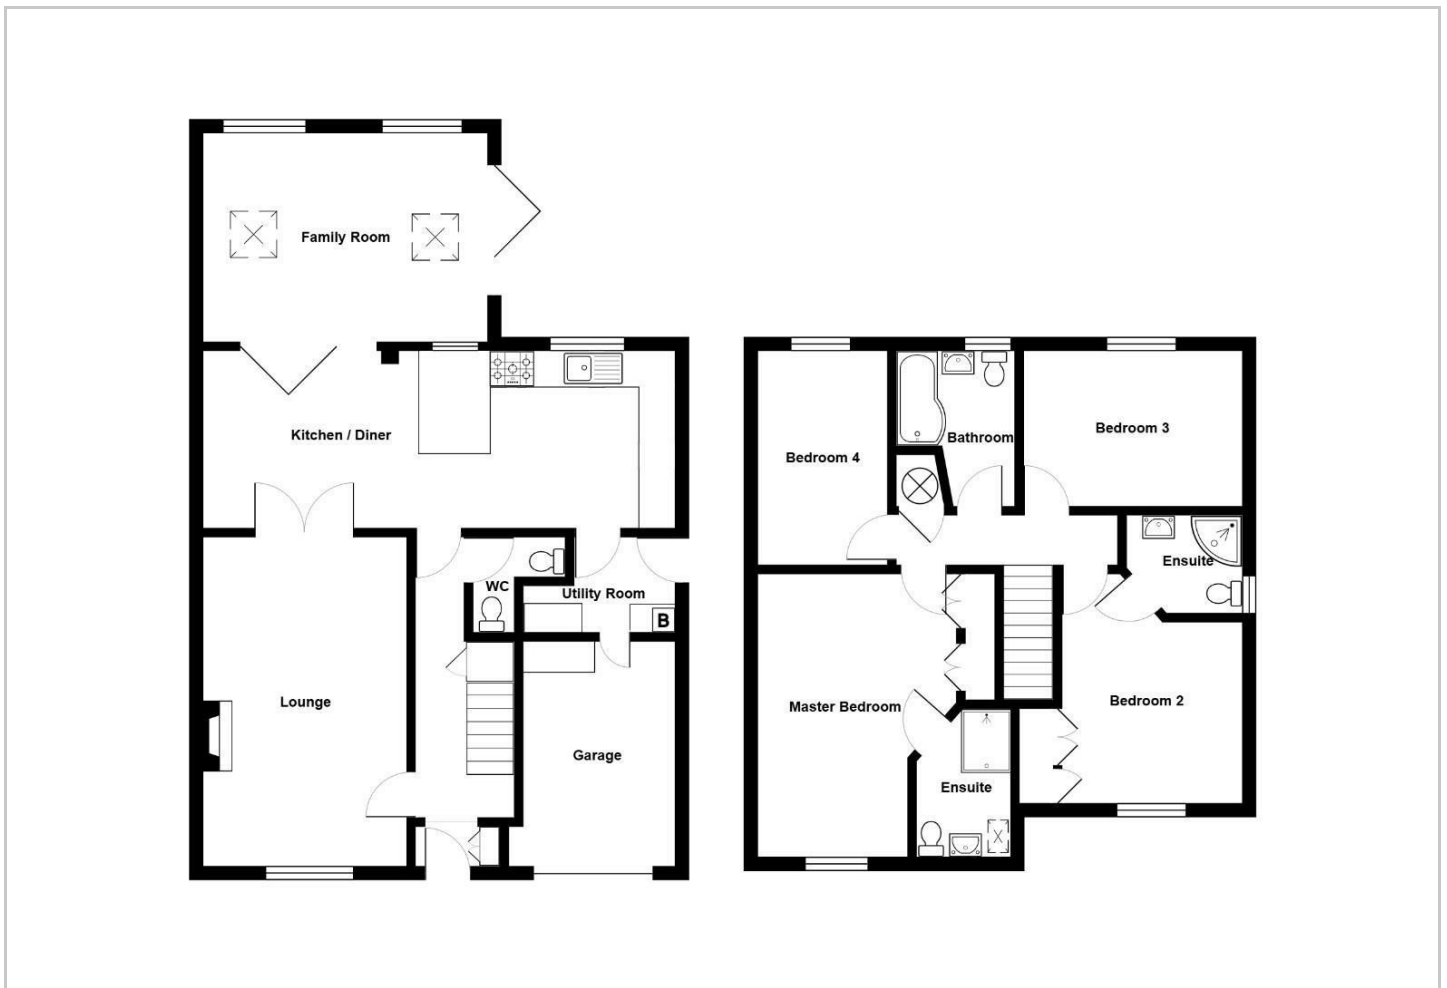 Family Room
Kitchen / Diner
WC
Utility Room
B
Lounge
Garage
Bedroom 4
Bathroom
Bedroom 3
Ensuite
Master Bedroom
Bedroom 2
Ensuite